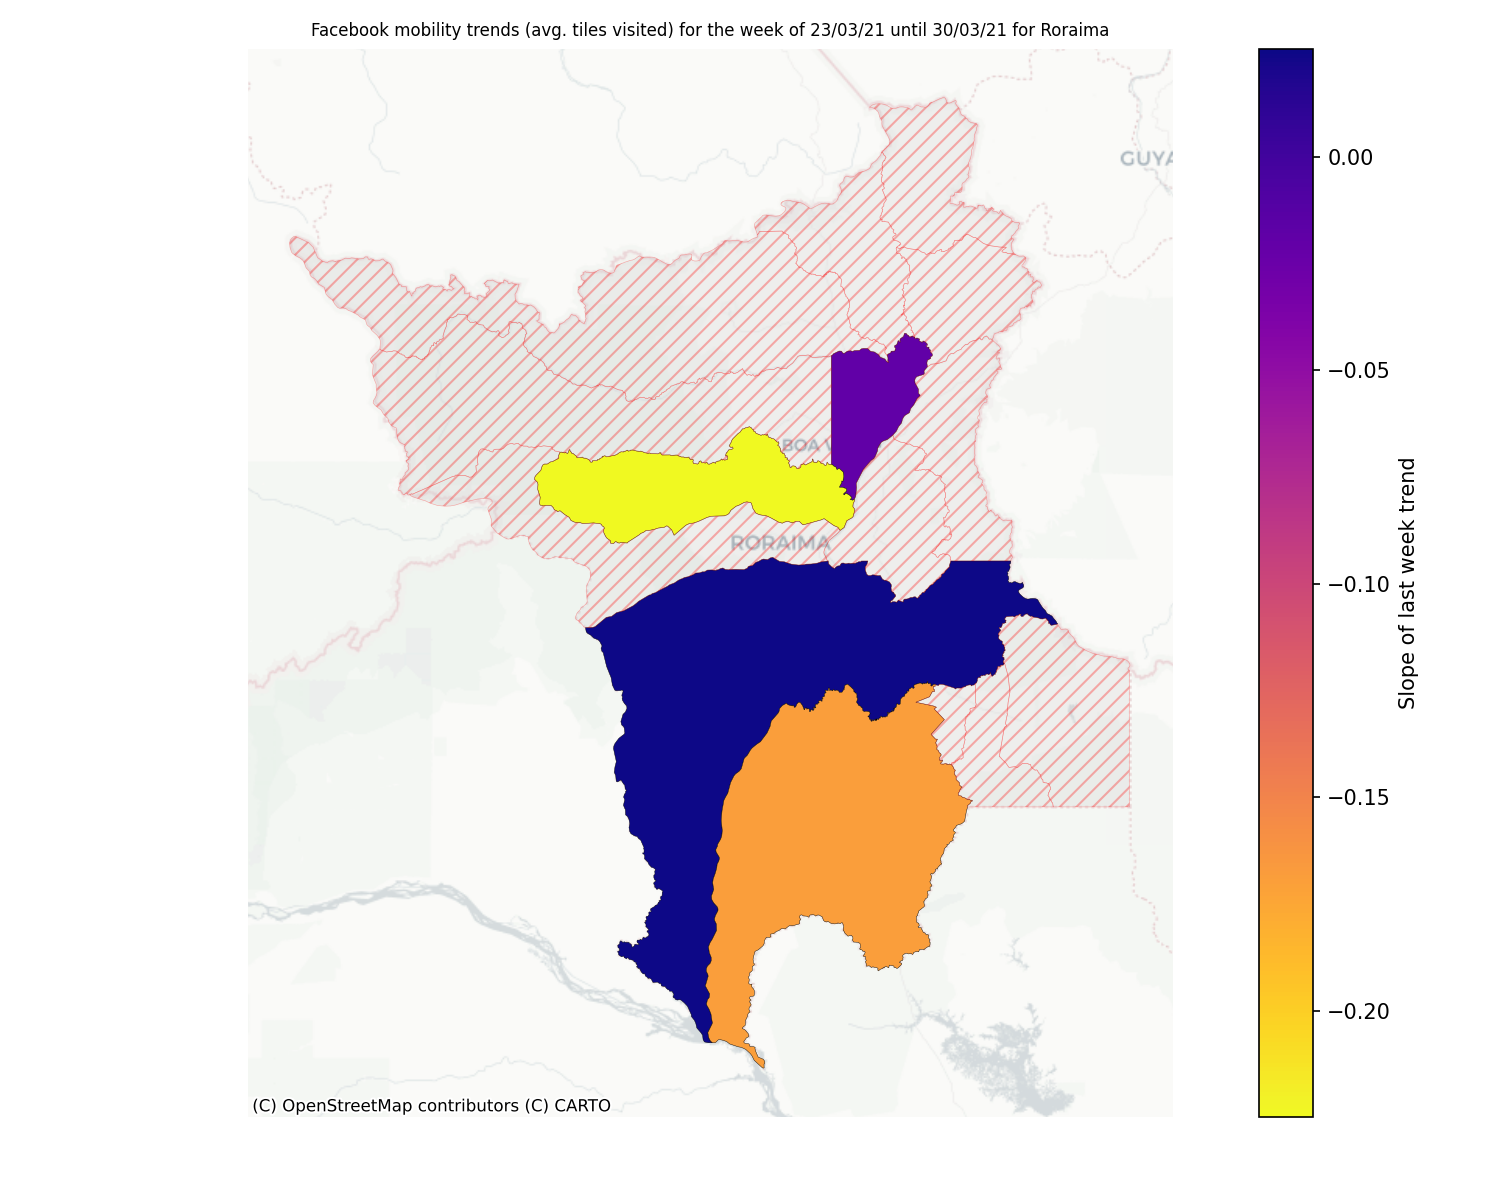 Facebook mobility trends (avg. tiles visited) for the week of 23/03/21 until 30/03/21 for Roraima
GUYA
0.00
−0.05
BOA V
−0.10
Slope of last week trend
RORAIMA
−0.15
−0.20
(C) OpenStreetMap contributors (C) CARTO